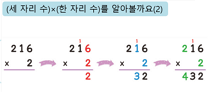 (세 자리 수)×(한 자리 수)를 알아볼까요(2)
216 × 2
1 216 × 2 2
1 216 × 2 32
1 216 × 2 432